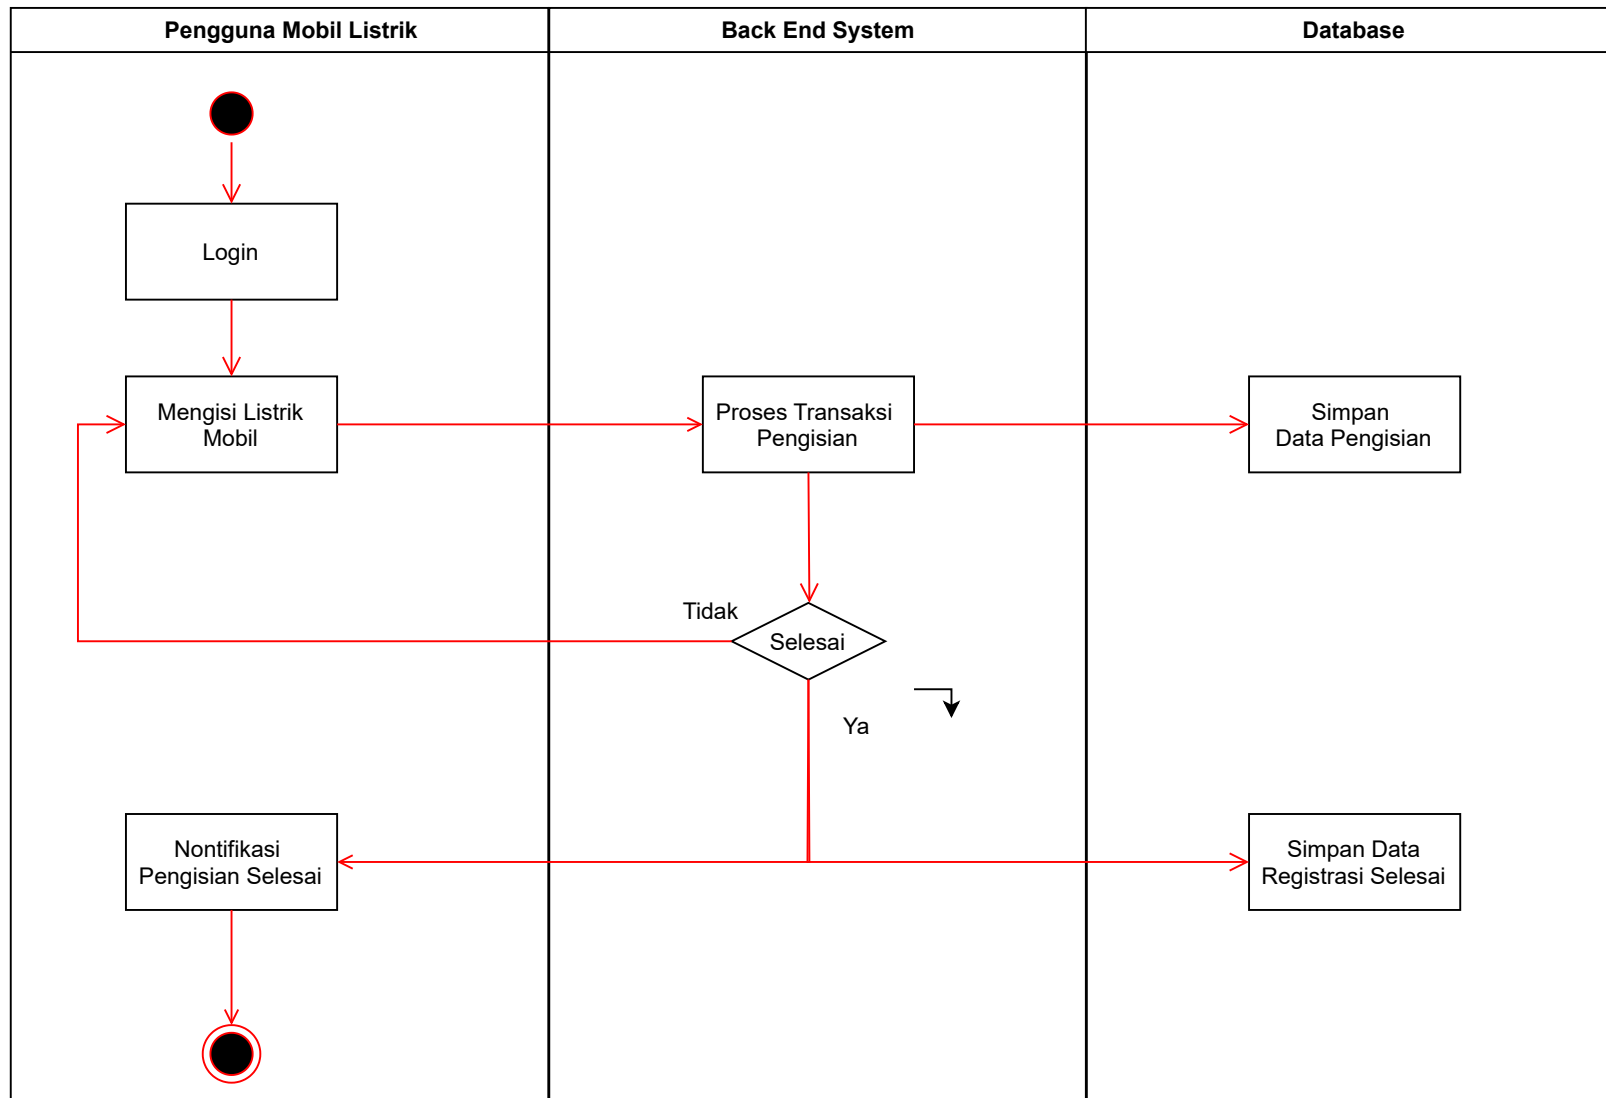 Pengguna Mobil Listrik
Back End System
Database
Login
Mengisi Listrik
Mobil
Proses Transaksi
Pengisian
Simpan
Data Pengisian
Tidak
Selesai
Ya
Nontifikasi
Pengisian Selesai
Simpan Data
Registrasi Selesai